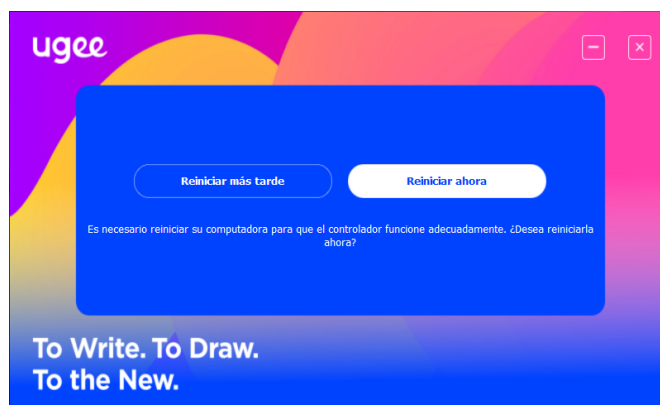 ugee
Reiniciar más tarde
Reiniciar ahora
Es necesario reiniciar su computadora para que el controlador funcione adecuadamente. ¿Desea reiniciarla
ahora?
To Write. To Draw.
To the New.